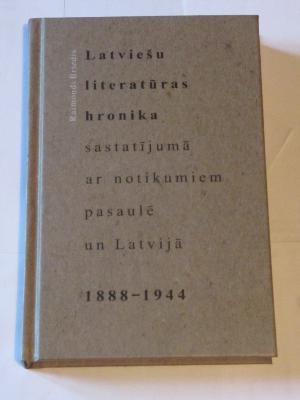 Raimonds Briedis
Latviešu
literatūras
hronika
sastatījumā
ar notikumiem
pasaulē
un Latvijā
1888–1944